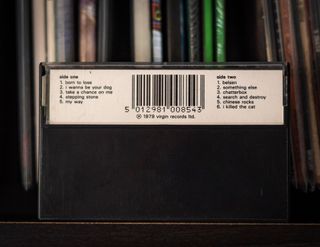 side one
1. born to lose
2. i wanna be your dog
3. take a chance on me
4. stepping stone
5. my way
5 012981 008543
℗ 1979 virgin records ltd.
side two
1. belsen
2. something else
3. chatterbox
4. search and destroy
5. chinese rocks
6. i killed the cat